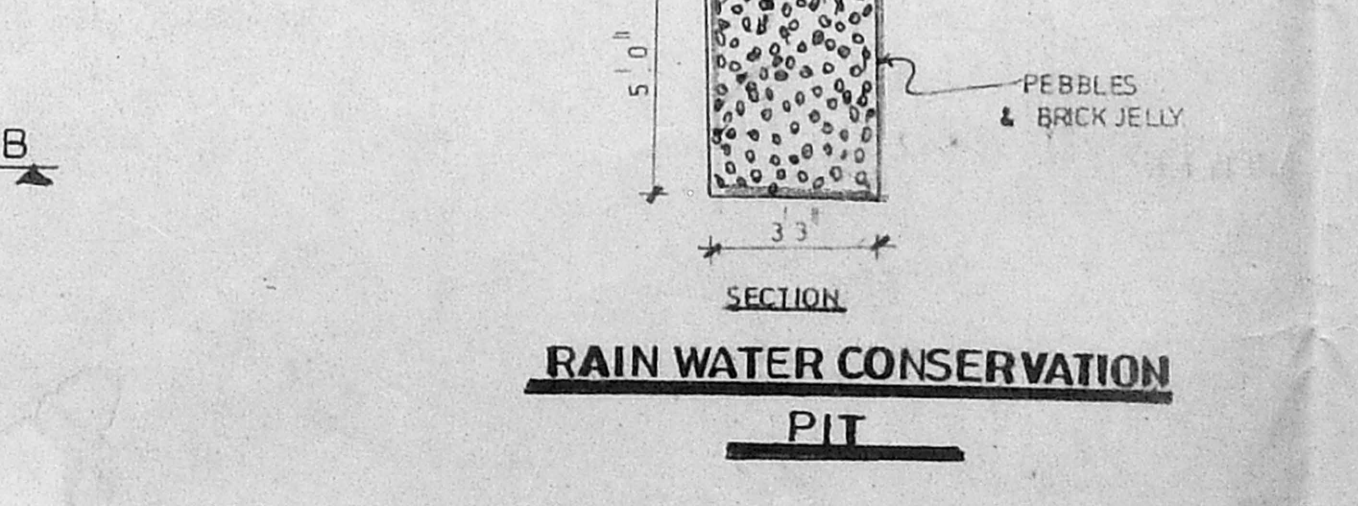 5'0"
PEBBLES
& BRICK JELLY
B
3'3"
SECTION
RAIN WATER CONSERVATION
PIT